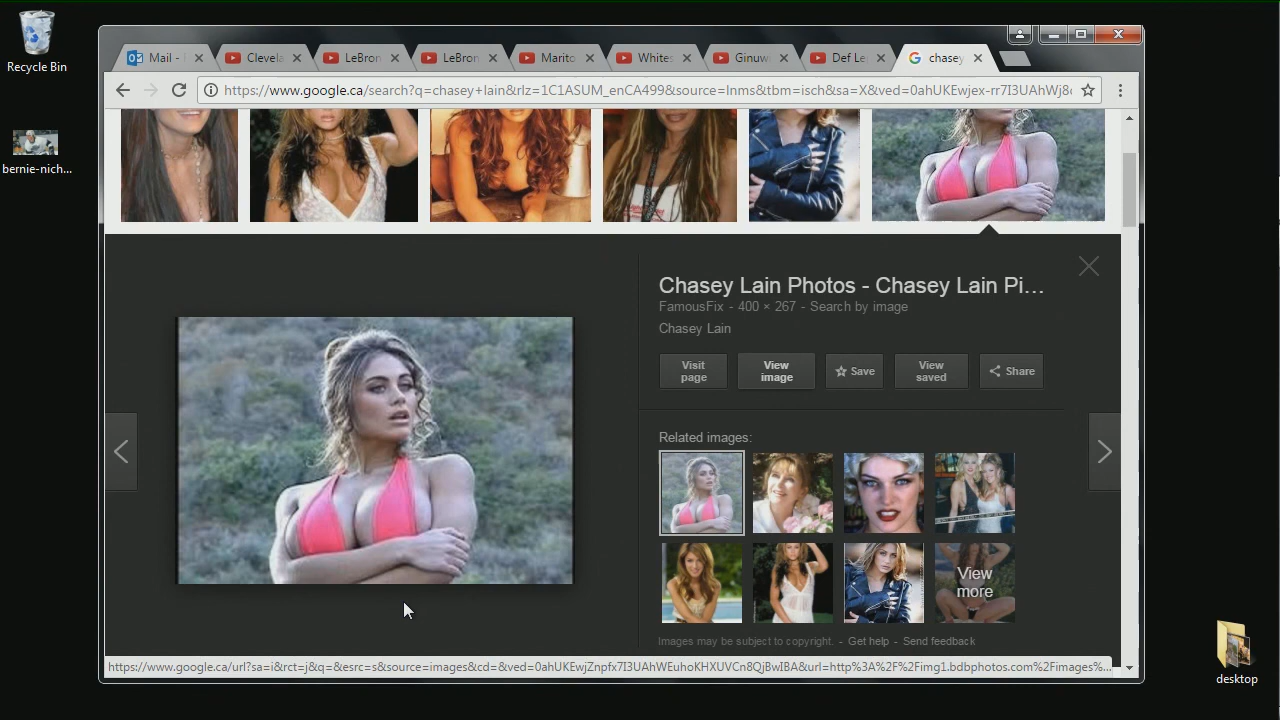 Recycle Bin
bernie-nich...
Mail -
Clevela
LeBron
LeBron
Marito
White
Ginuw
Def Le
chasey
https://www.google.ca/search?q=chasey+lain&rlz=1C1ASUM_enCA499&source=lnms&tbm=isch&sa=X&ved=0ahUKEwjex-rr7I3UAhWj8c
Chasey Lain Photos - Chasey Lain Pi...
FamousFix - 400 × 267 - Search by image
Chasey Lain
Visit page
View image
Save
View saved
Share
Related images:
View more
Images may be subject to copyright. - Get help - Send feedback
https://www.google.ca/url?sa=i&rct=j&q=&esrc=s&source=images&cd=&ved=0ahUKEwjZnpfx7I3UAhWEuhoKHXUVCn8QjBwIBA&url=http%3A%2F%2Fimg1.bdbphotos.com%2Fimages%...
desktop